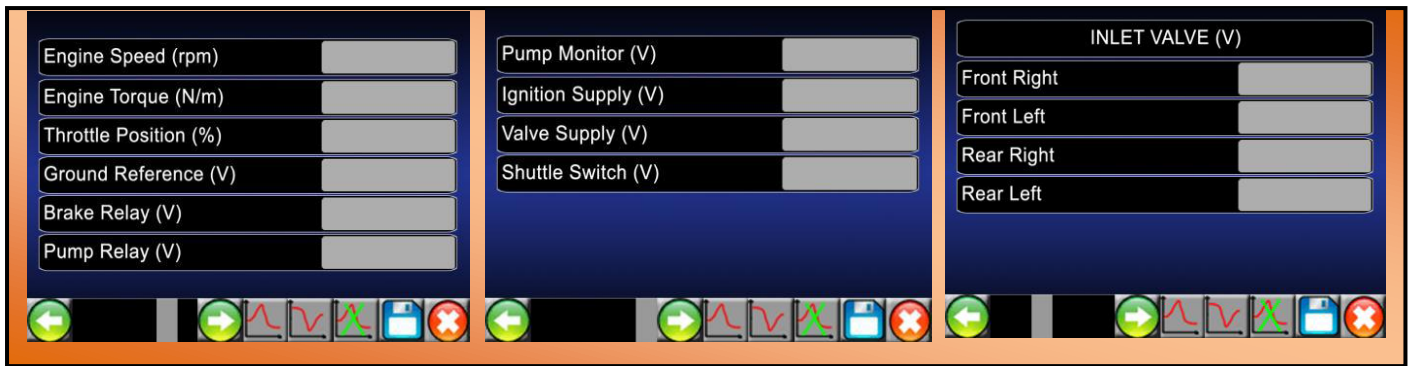 Engine Speed (rpm)
Engine Torque (N/m)
Throttle Position (%)
Ground Reference (V)
Brake Relay (V)
Pump Relay (V)
Pump Monitor (V)
Ignition Supply (V)
Valve Supply (V)
Shuttle Switch (V)
INLET VALVE (V)
Front Right
Front Left
Rear Right
Rear Left